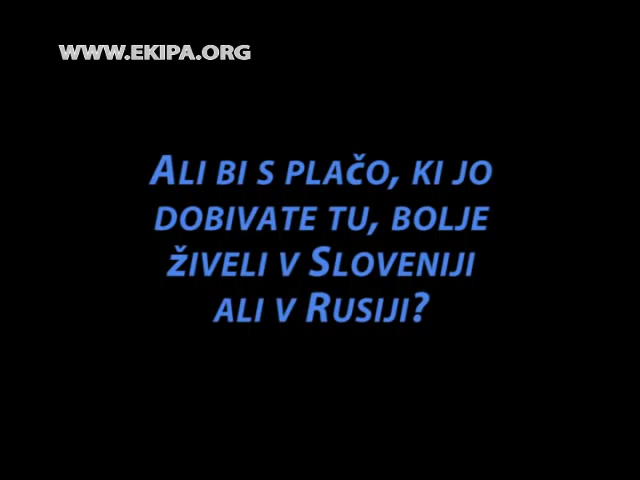 WWW.EKIPA.ORG
ALI BI S PLAČO, KI JO
DOBIVATE TU, BOLJE
ŽIVELI V SLOVENIJI
ALI V RUSIJI?